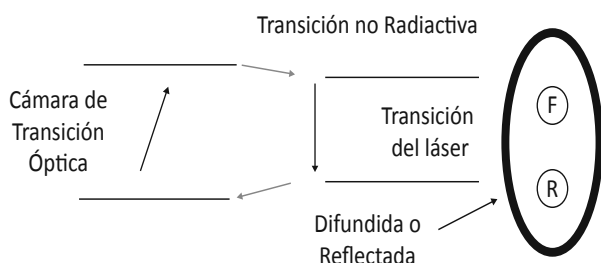 Transición no Radiactiva
Cámara de
Transición
Óptica
Transición
del láser
F
R
Difundida o
Reflectada